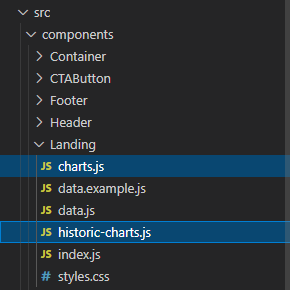 src
components
Container
CTAButton
Footer
Header
Landing
JS charts.js
JS data.example.js
JS data.js
JS historic-charts.js
JS index.js
# styles.css